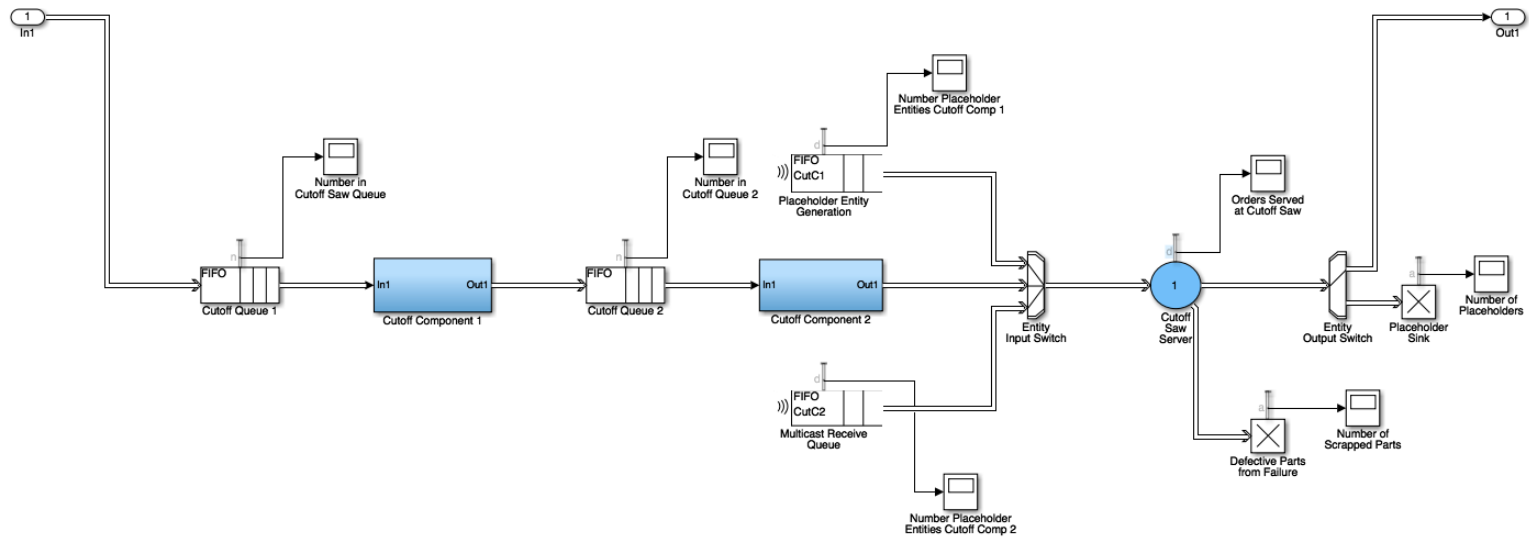 1
In1
1
Out1
Number Placeholder
Entities Cutoff Comp 1
d
FIFO
CutC1
Placeholder Entity
Generation
Number in
Cutoff Saw Queue
n
FIFO
Cutoff Queue 1
In1
Out1
Cutoff Component 1
Number in
Cutoff Queue 2
n
FIFO
Cutoff Queue 2
In1
Out1
Cutoff Component 2
Entity
Input Switch
Orders Served
at Cutoff Saw
d
1
Cutoff
Saw
Server
Entity
Output Switch
a
Placeholder
Sink
Number of
Placeholders
d
FIFO
CutC2
Multicast Receive
Queue
Number Placeholder
Entities Cutoff Comp 2
a
Defective Parts
from Failure
Number of
Scrapped Parts